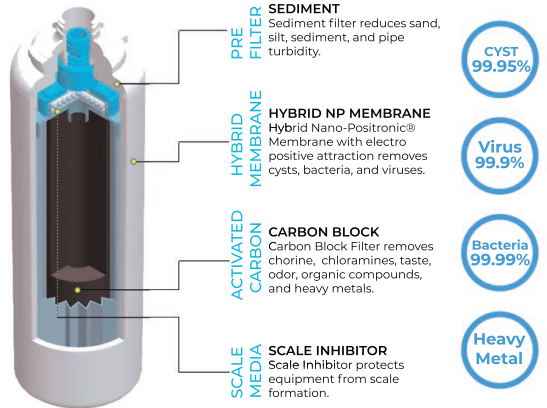 PRE
FILTER
SEDIMENT
Sediment filter reduces sand,
silt, sediment, and pipe
turbidity.
HYBRID
MEMBRANE
HYBRID NP MEMBRANE
Hybrid Nano-Positronic®
Membrane with electro
positive attraction removes
cysts, bacteria, and viruses.
ACTIVATED
CARBON
CARBON BLOCK
Carbon Block Filter removes
chorine, chloramines, taste,
odor, organic compounds,
and heavy metals.
SCALE
MEDIA
SCALE INHIBITOR
Scale Inhibitor protects
equipment from scale
formation.
CYST
99.95%
Virus
99.9%
Bacteria
99.99%
Heavy
Metal